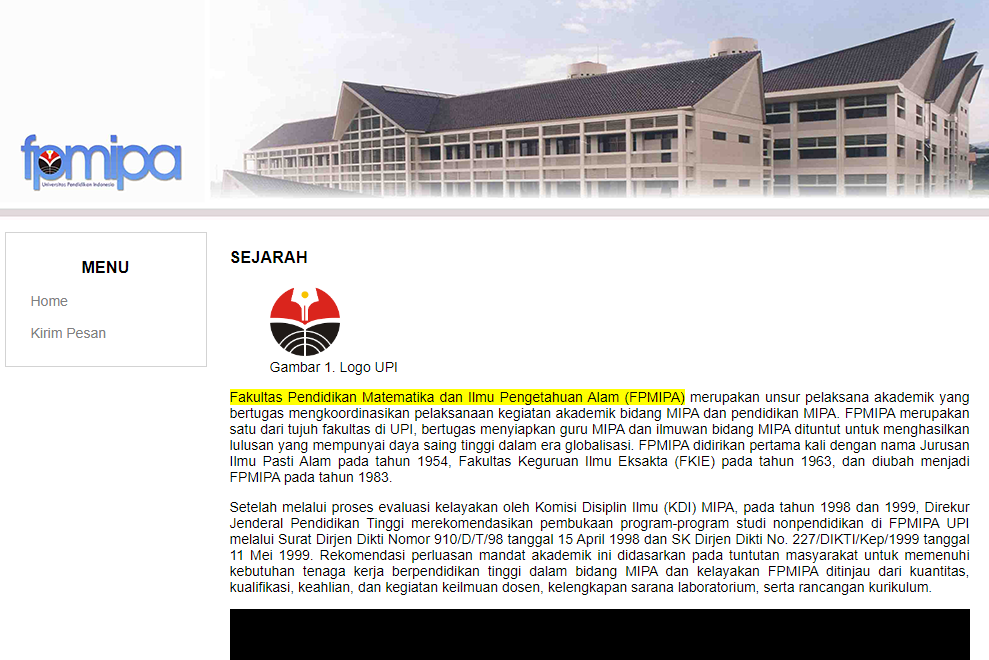 fpmipa
Universitas Pendidikan Indonesia
MENU
Home
Kirim Pesan
SEJARAH
Gambar 1. Logo UPI
Fakultas Pendidikan Matematika dan Ilmu Pengetahuan Alam (FPMIPA) merupakan unsur pelaksana akademik yang
bertugas mengkoordinasikan pelaksanaan kegiatan akademik bidang MIPA dan pendidikan MIPA. FPMIPA merupakan
satu dari tujuh fakultas di UPI, bertugas menyiapkan guru MIPA dan ilmuwan bidang MIPA dituntut untuk menghasilkan
lulusan yang mempunyai daya saing tinggi dalam era globalisasi. FPMIPA didirikan pertama kali dengan nama Jurusan
Ilmu Pasti Alam pada tahun 1954, Fakultas Keguruan Ilmu Eksakta (FKIE) pada tahun 1963, dan diubah menjadi
FPMIPA pada tahun 1983.
Setelah melalui proses evaluasi kelayakan oleh Komisi Disiplin Ilmu (KDI) MIPA, pada tahun 1998 dan 1999, Direkur
Jenderal Pendidikan Tinggi merekomendasikan pembukaan program-program studi nonpendidikan di FPMIPA UPI
melalui Surat Dirjen Dikti Nomor 910/D/T/98 tanggal 15 April 1998 dan SK Dirjen Dikti No. 227/DIKTI/Kep/1999 tanggal
11 Mei 1999. Rekomendasi perluasan mandat akademik ini didasarkan pada tuntutan masyarakat untuk memenuhi
kebutuhan tenaga kerja berpendidikan tinggi dalam bidang MIPA dan kelayakan FPMIPA ditinjau dari kuantitas,
kualifikasi, keahlian, dan kegiatan keilmuan dosen, kelengkapan sarana laboratorium, serta rancangan kurikulum.